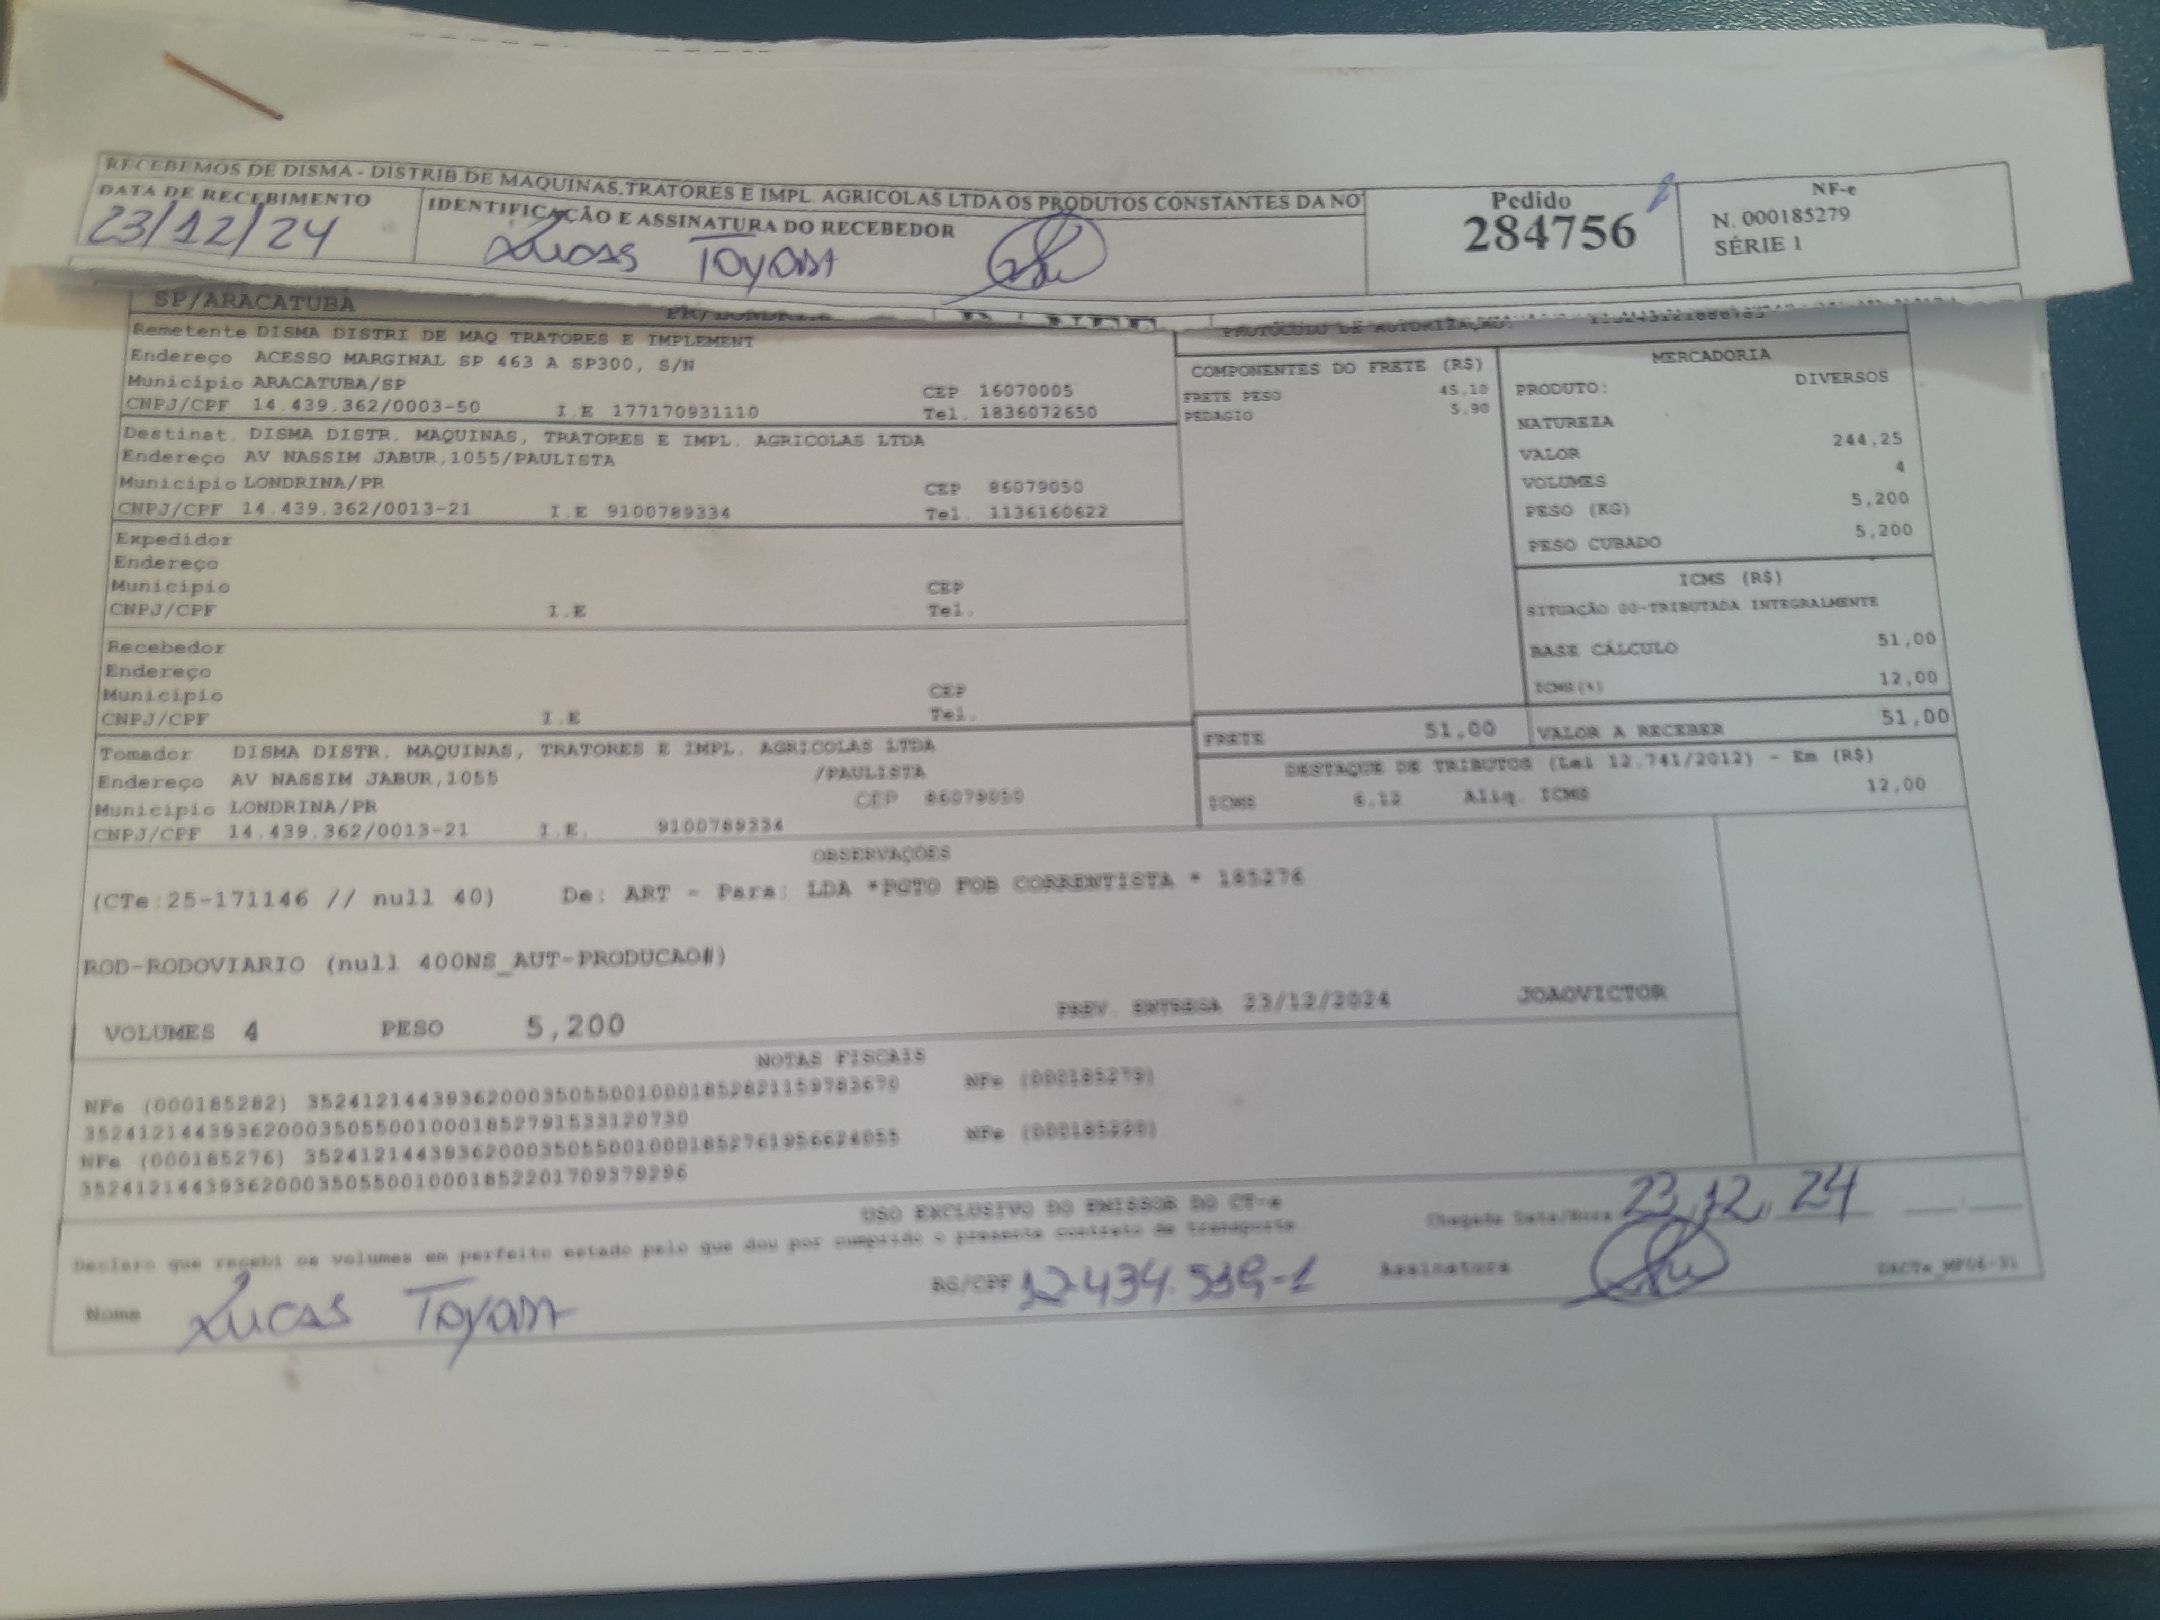 RECEBEMOS DE DISMA - DISTRIB.DE MAQUINAS,TRATORES E IMPL. AGRICOLAS LTDA OS PRODUTOS CONSTANTES DA NO
DATA DE RECEBIMENTO
23/12/24
IDENTIFICAÇÃO E ASSINATURA DO RECEBEDOR
Lucas Toyoda
Pedido
284756
NF-e
N. 000185279
SÉRIE 1
SP/ARACATUBA
PROTOCOLO DE AUTORIZAÇAO:
Remetente DISMA DISTRI DE MAQ TRATORES E IMPLEMENT
Endereço ACESSO MARGINAL SP 463 A SP300, S/N
Município ARACATUBA/SP CEP 16070005
CNPJ/CPF 14.439.362/0003-50 I.E 177170931110 Tel. 1836072650
Destinat. DISMA DISTR. MAQUINAS, TRATORES E IMPL. AGRICOLAS LTDA
Endereço AV NASSIM JABUR,1055/PAULISTA
Município LONDRINA/PR CEP 86079050
CNPJ/CPF 14.439.362/0013-21 I.E 9100789334 Tel. 1136160622
Expedidor
Endereço
Município CEP
CNPJ/CPF I.E Tel.
Recebedor
Endereço
Município CEP
CNPJ/CPF I.E Tel.
Tomador DISMA DISTR. MAQUINAS, TRATORES E IMPL. AGRICOLAS LTDA
Endereço AV NASSIM JABUR,1055 /PAULISTA
Município LONDRINA/PR CEP 86079050
CNPJ/CPF 14.439.362/0013-21 I.E. 9100789334
COMPONENTES DO FRETE (R$)
FRETE PESO 45,10
PEDAGIO 5,90
MERCADORIA
PRODUTO: DIVERSOS
NATUREZA
VALOR 244,25
VOLUMES 4
PESO (KG) 5,200
PESO CUBADO 5,200
ICMS (R$)
SITUAÇÃO 00-TRIBUTADA INTEGRALMENTE
BASE CÁLCULO 51,00
ICMS(%) 12,00
FRETE 51,00 VALOR A RECEBER 51,00
DESTAQUE DE TRIBUTOS (Lei 12.741/2012) - Em (R$)
ICMS 6,12 Aliq. ICMS 12,00
OBSERVAÇÕES
(CTe:25-171146 // null 40) De: ART - Para: LDA *PGTO FOB CORRENTISTA * 185276
ROD-RODOVIARIO (null 400NS_AUT-PRODUCAO#)
VOLUMES 4 PESO 5,200 PREV. ENTREGA 23/12/2024 JOAOVICTOR
NOTAS FISCAIS
NFe (000185282) 35241214439362000350550010001852821159783670 NFe (000185279)
35241214439362000350550010001852791533120730
NFe (000185276) 35241214439362000350550010001852761956624055 NFe (000185220)
35241214439362000350550010001852201709379296
USO EXCLUSIVO DO EMISSOR DO CT-e
Declaro que recebi os volumes em perfeito estado pelo que dou por cumprido o presente contrato de transporte. Chegada Data/Hora 23,12,24
Nome Lucas Toyoda RG/CPF 12.434.519-1 Assinatura